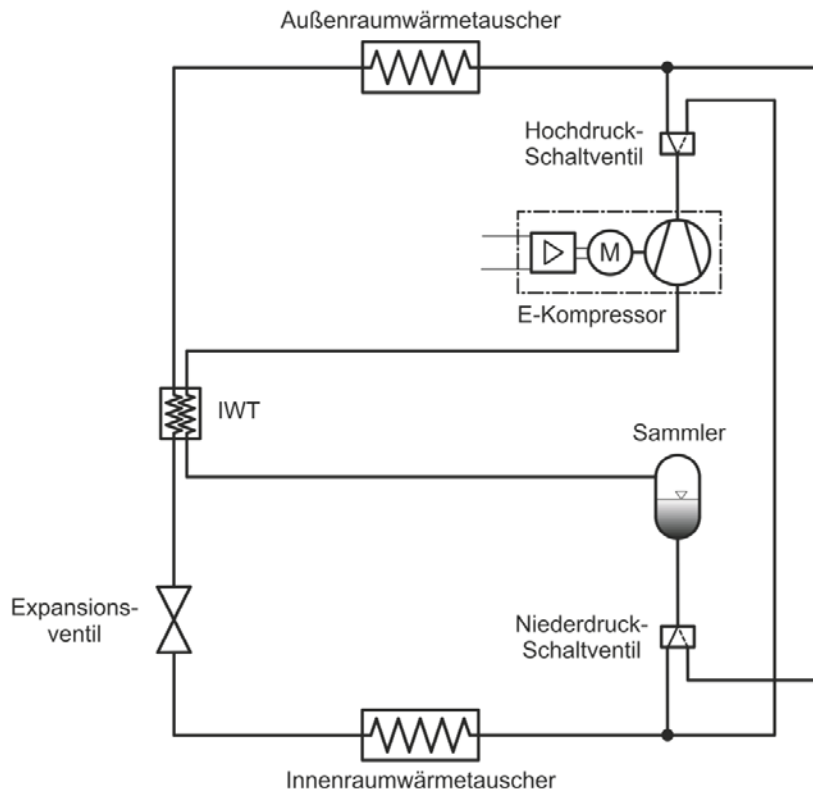 Außenraumwärmetauscher
Hochdruck-
Schaltventil
M
E-Kompressor
IWT
Sammler
Expansions-
ventil
Niederdruck-
Schaltventil
Innenraumwärmetauscher